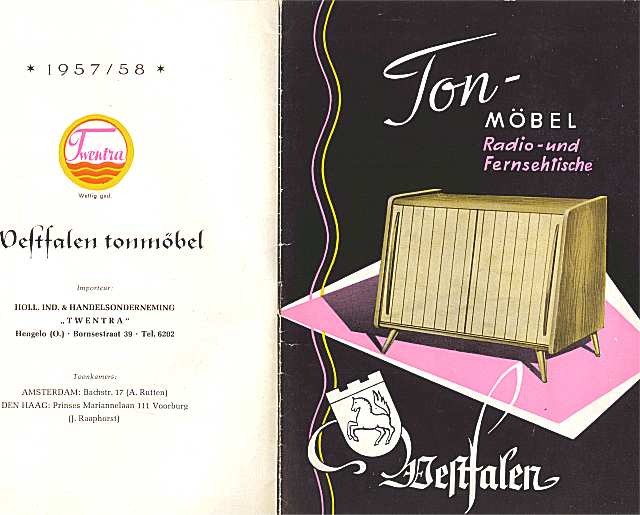 * 1957/58 *
Twentra
Wettig ged.
Westfalen tonmöbel
Importeur:
HOLL. IND. & HANDELSONDERNEMING
„TWENTRA"
Hengelo (O.) · Bornsestraat 39 · Tel. 6202
Toonkamers:
AMSTERDAM: Bachstr. 17 (A. Rutten)
DEN HAAG: Prinses Mariannelaan 111 Voorburg
(J. Raaphorst)
Ton-
MÖBEL
Radio-und
Fernsehtische
Westfalen